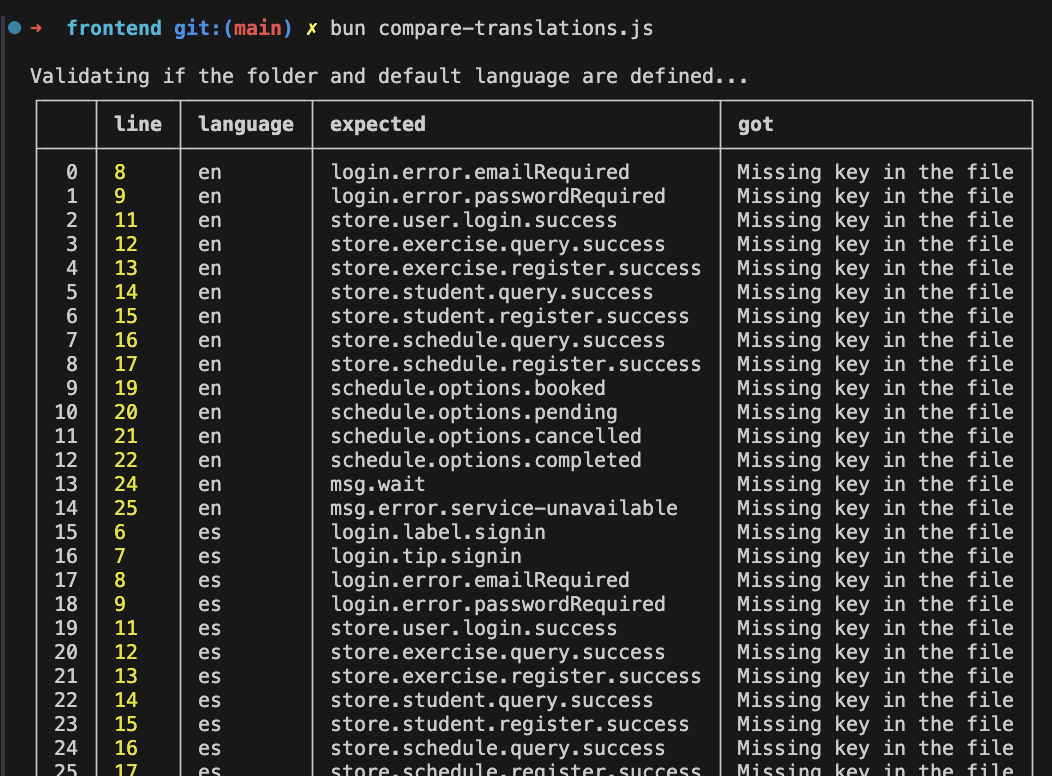 → frontend git:(main) ✗ bun compare-translations.js
Validating if the folder and default language are defined...
line language expected got
0 8 en login.error.emailRequired Missing key in the file
1 9 en login.error.passwordRequired Missing key in the file
2 11 en store.user.login.success Missing key in the file
3 12 en store.exercise.query.success Missing key in the file
4 13 en store.exercise.register.success Missing key in the file
5 14 en store.student.query.success Missing key in the file
6 15 en store.student.register.success Missing key in the file
7 16 en store.schedule.query.success Missing key in the file
8 17 en store.schedule.register.success Missing key in the file
9 19 en schedule.options.booked Missing key in the file
10 20 en schedule.options.pending Missing key in the file
11 21 en schedule.options.cancelled Missing key in the file
12 22 en schedule.options.completed Missing key in the file
13 24 en msg.wait Missing key in the file
14 25 en msg.error.service-unavailable Missing key in the file
15 6 es login.label.signin Missing key in the file
16 7 es login.tip.signin Missing key in the file
17 8 es login.error.emailRequired Missing key in the file
18 9 es login.error.passwordRequired Missing key in the file
19 11 es store.user.login.success Missing key in the file
20 12 es store.exercise.query.success Missing key in the file
21 13 es store.exercise.register.success Missing key in the file
22 14 es store.student.query.success Missing key in the file
23 15 es store.student.register.success Missing key in the file
24 16 es store.schedule.query.success Missing key in the file
25 17 es store.schedule.register.success Missing key in the file